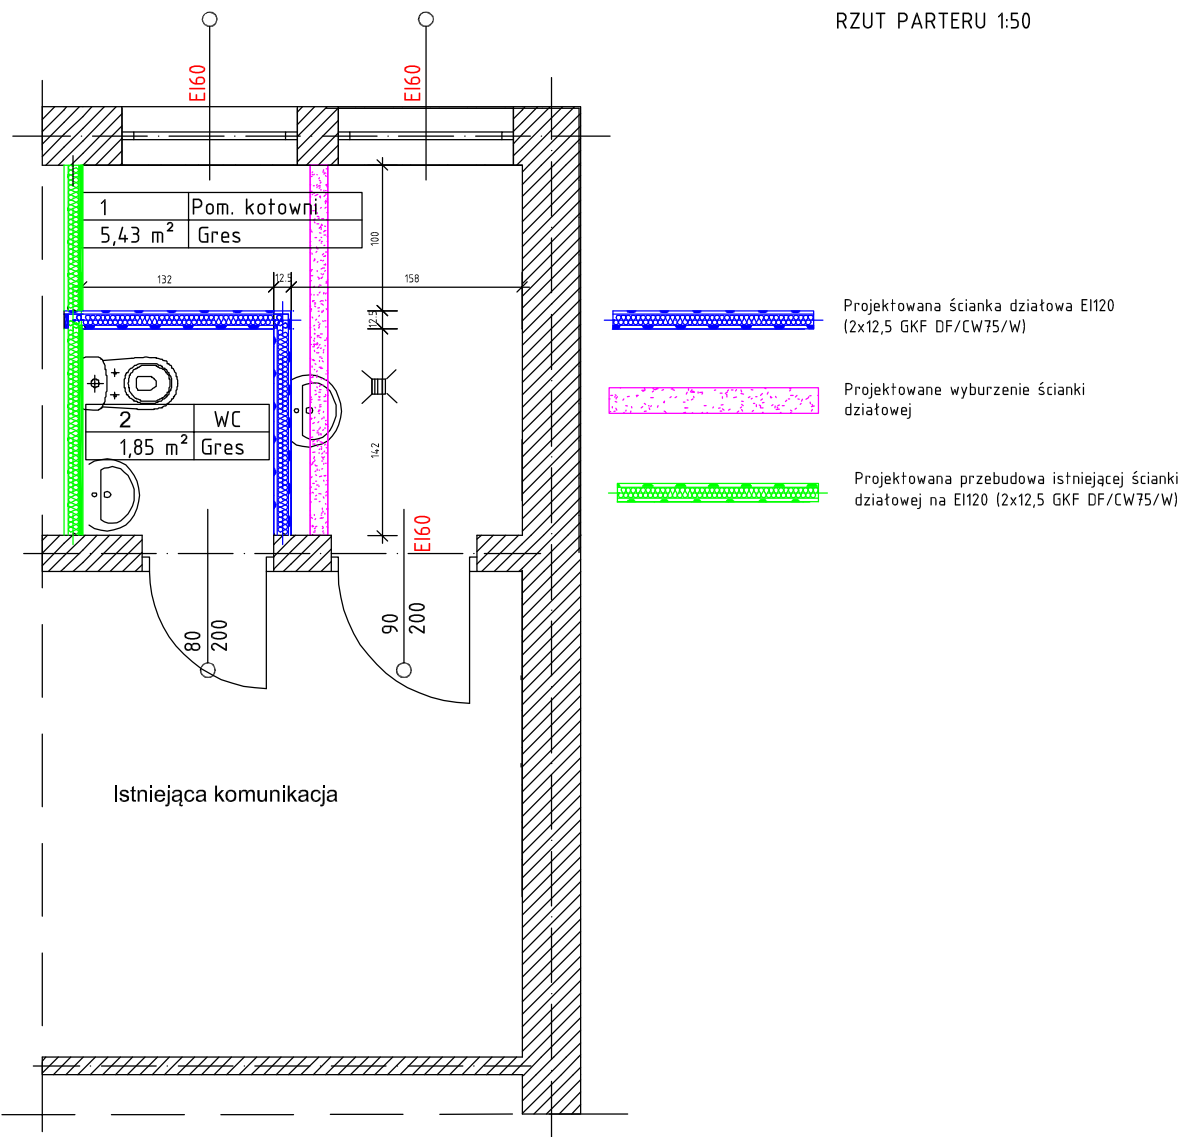 RZUT PARTERU 1:50
EI60
EI60
1 Pom. kotowni
5,43 m² Gres
100
132
12.5
158
12.5
Projektowana ścianka działowa EI120
(2x12,5 GKF DF/CW75/W)
Projektowane wyburzenie ścianki
działowej
2 WC
1,85 m² Gres
142
Projektowana przebudowa istniejącej ścianki
działowej na EI120 (2x12,5 GKF DF/CW75/W)
EI60
80
200
90
200
Istniejąca komunikacja